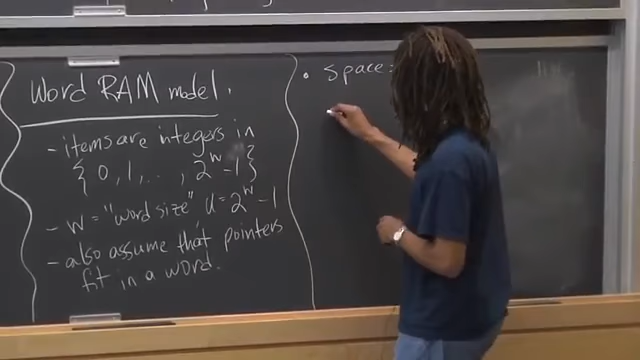 Word RAM model.
- items are integers in
{0, 1, ..., 2^w - 1}
- w = "word size", U = 2^w - 1
- also assume that pointers
fit in a word.
• space =